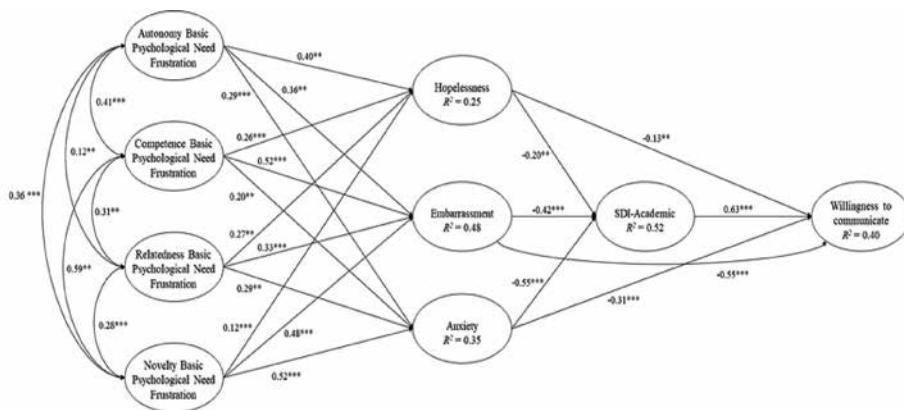 Autonomy Basic
Psychological Need
Frustration
Competence Basic
Psychological Need
Frustration
Relatedness Basic
Psychological Need
Frustration
Novelty Basic
Psychological Need
Frustration
0.41***
0.12**
0.36 ***
0.31**
0.59**
0.28***
0.40**
0.36**
0.29***
0.26***
0.52***
0.20**
0.27**
0.33***
0.29**
0.12***
0.48***
0.52***
Hopelessness
R² = 0.25
Embarrassment
R² = 0.48
Auxiety
R² = 0.35
-0.13**
-0.20**
-0.42***
-0.55***
SDI-Academic
R² = 0.52
0.63***
-0.55***
-0.31***
Willingness to
communicate
R² = 0.40